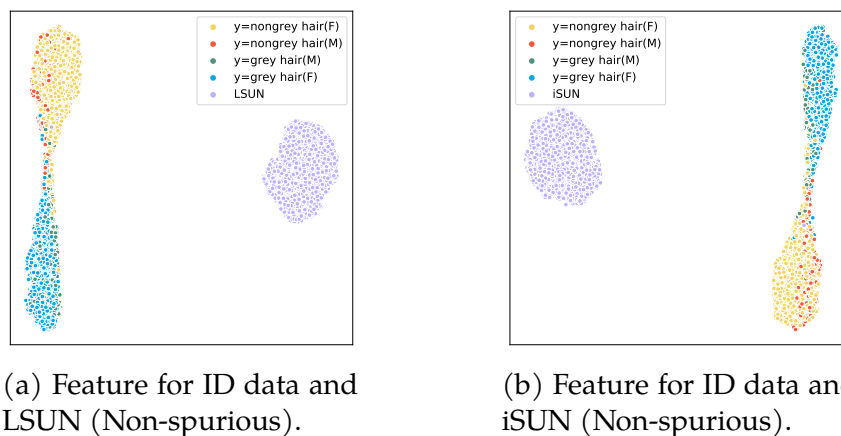 y=nongrey hair(F)
y=nongrey hair(M)
y=grey hair(M)
y=grey hair(F)
LSUN
y=nongrey hair(F)
y=nongrey hair(M)
y=grey hair(M)
y=grey hair(F)
iSUN
(a) Feature for ID data and
LSUN (Non-spurious).
(b) Feature for ID data and
iSUN (Non-spurious).